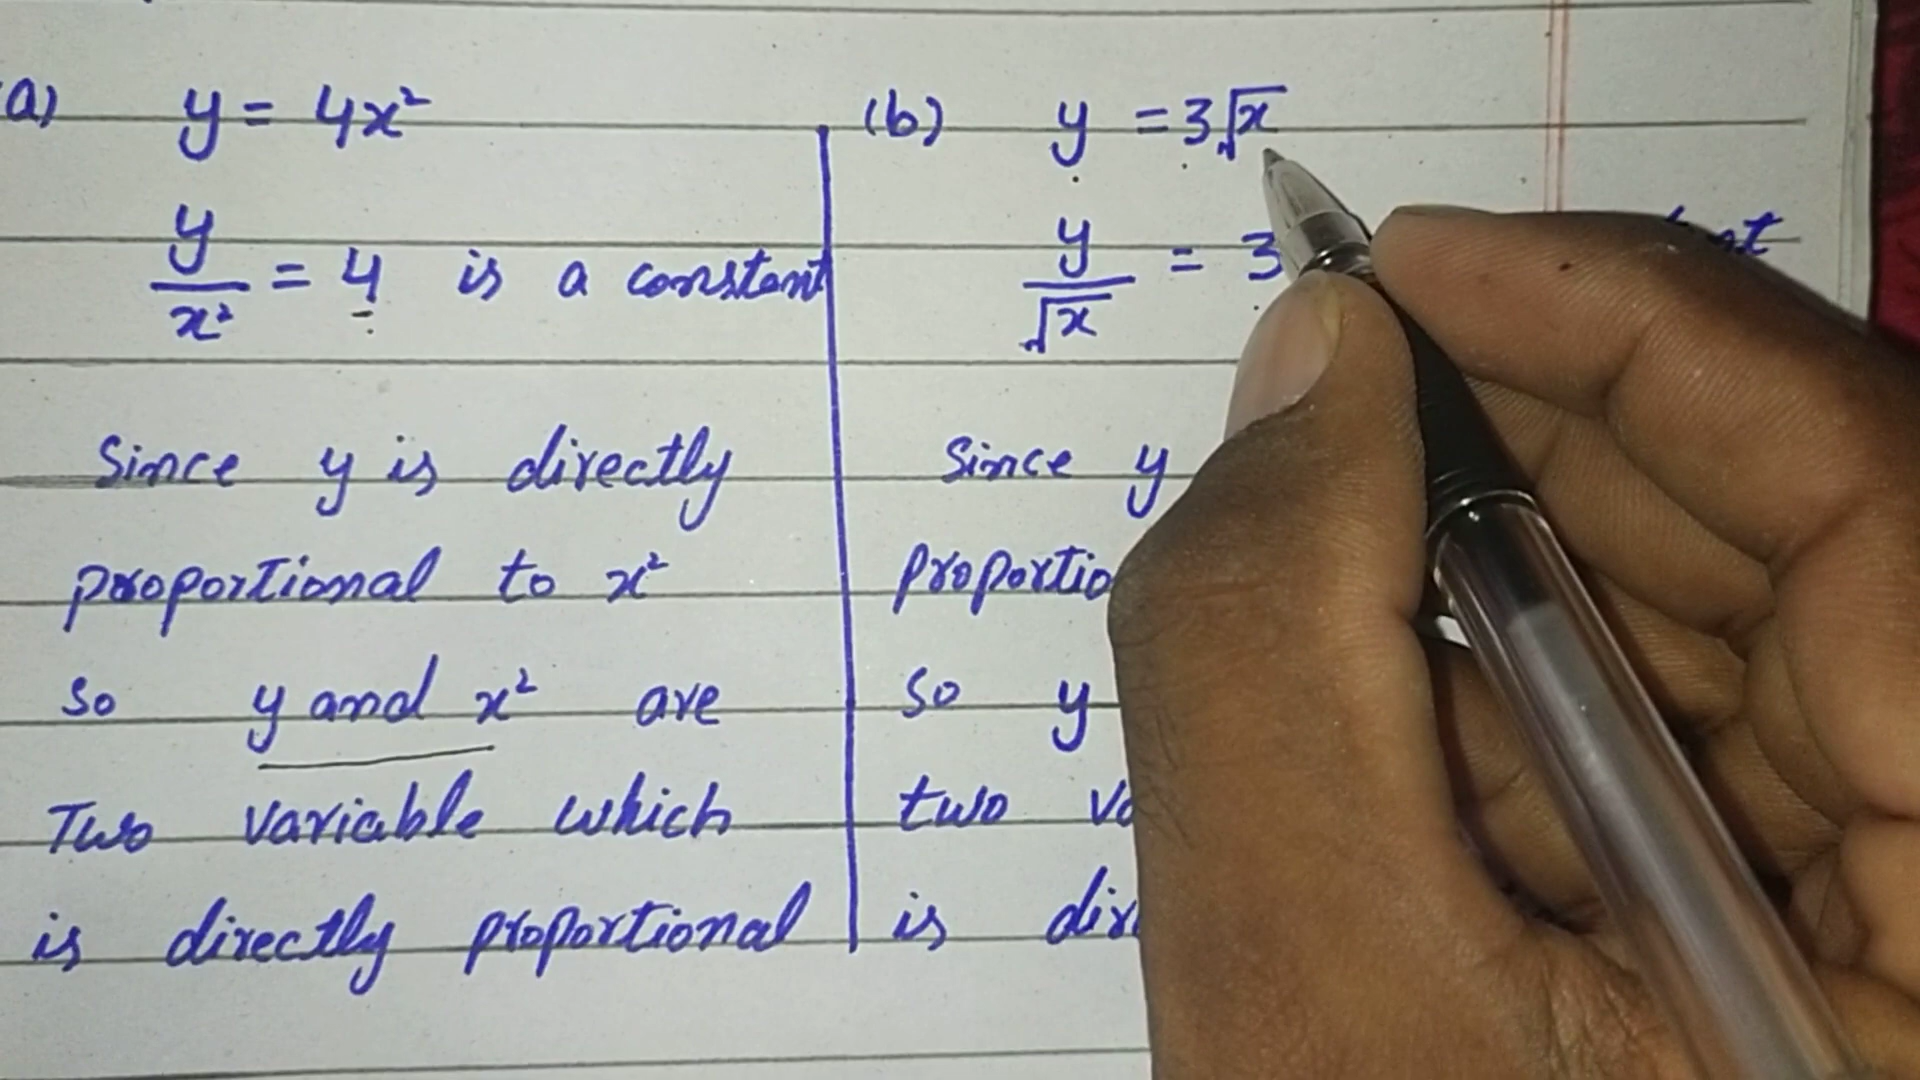 a) y = 4x²
y/x² = 4 is a constant
Since y is directly
proportional to x²
so y and x² are
Two variable which
is directly proportional
(b) y = 3√x
y/√x = 3
Since y
so y
two
is